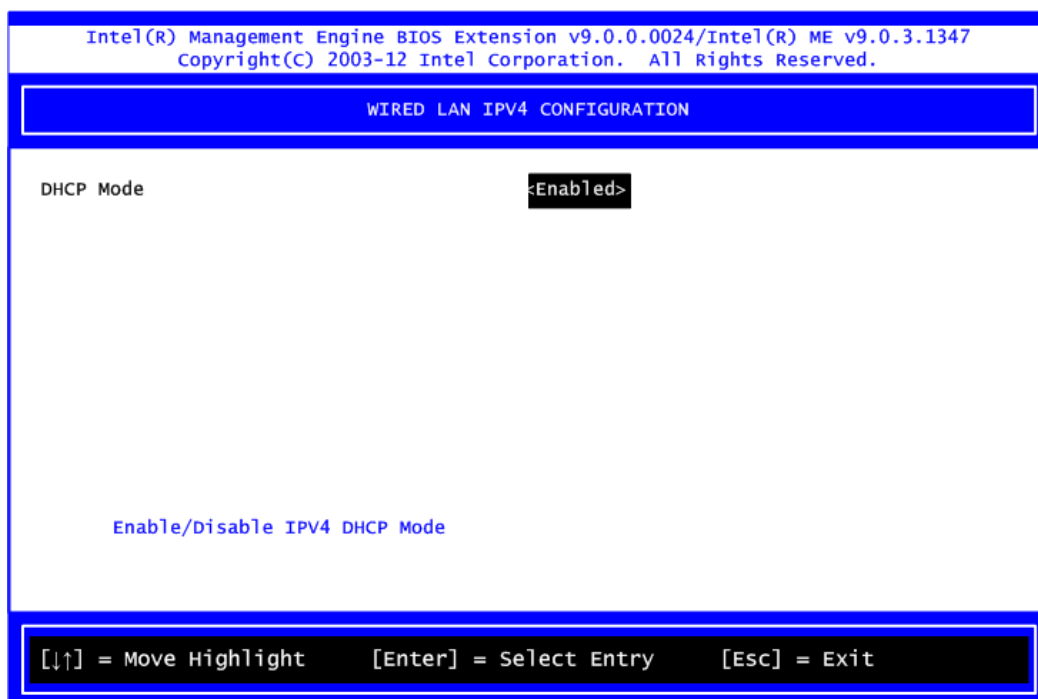 Intel(R) Management Engine BIOS Extension v9.0.0.0024/Intel(R) ME v9.0.3.1347
Copyright(C) 2003-12 Intel Corporation.  All Rights Reserved.
WIRED LAN IPV4 CONFIGURATION
DHCP Mode <Enabled>
Enable/Disable IPV4 DHCP Mode
[↓↑] = Move Highlight [Enter] = Select Entry [Esc] = Exit